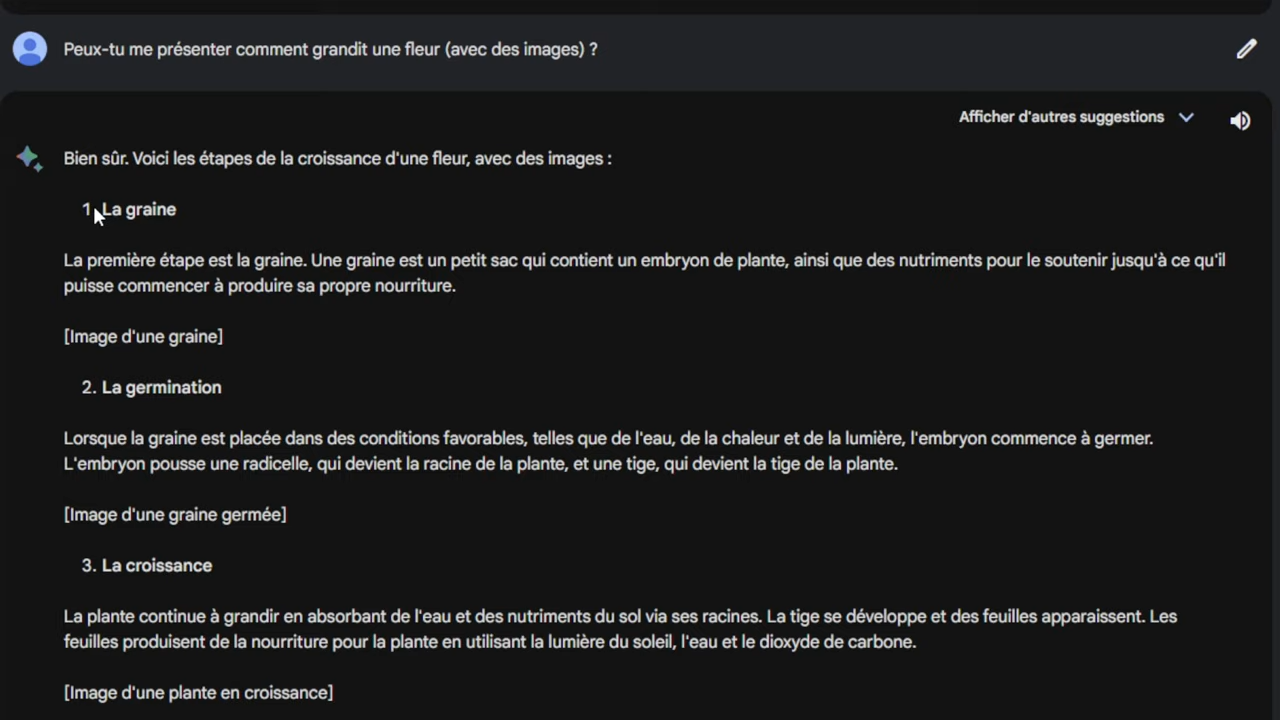 Peux-tu me présenter comment grandit une fleur (avec des images) ?
Afficher d'autres suggestions
Bien sûr. Voici les étapes de la croissance d'une fleur, avec des images :
1. La graine
La première étape est la graine. Une graine est un petit sac qui contient un embryon de plante, ainsi que des nutriments pour le soutenir jusqu'à ce qu'il
puisse commencer à produire sa propre nourriture.
[Image d'une graine]
2. La germination
Lorsque la graine est placée dans des conditions favorables, telles que de l'eau, de la chaleur et de la lumière, l'embryon commence à germer.
L'embryon pousse une radicelle, qui devient la racine de la plante, et une tige, qui devient la tige de la plante.
[Image d'une graine germée]
3. La croissance
La plante continue à grandir en absorbant de l'eau et des nutriments du sol via ses racines. La tige se développe et des feuilles apparaissent. Les
feuilles produisent de la nourriture pour la plante en utilisant la lumière du soleil, l'eau et le dioxyde de carbone.
[Image d'une plante en croissance]